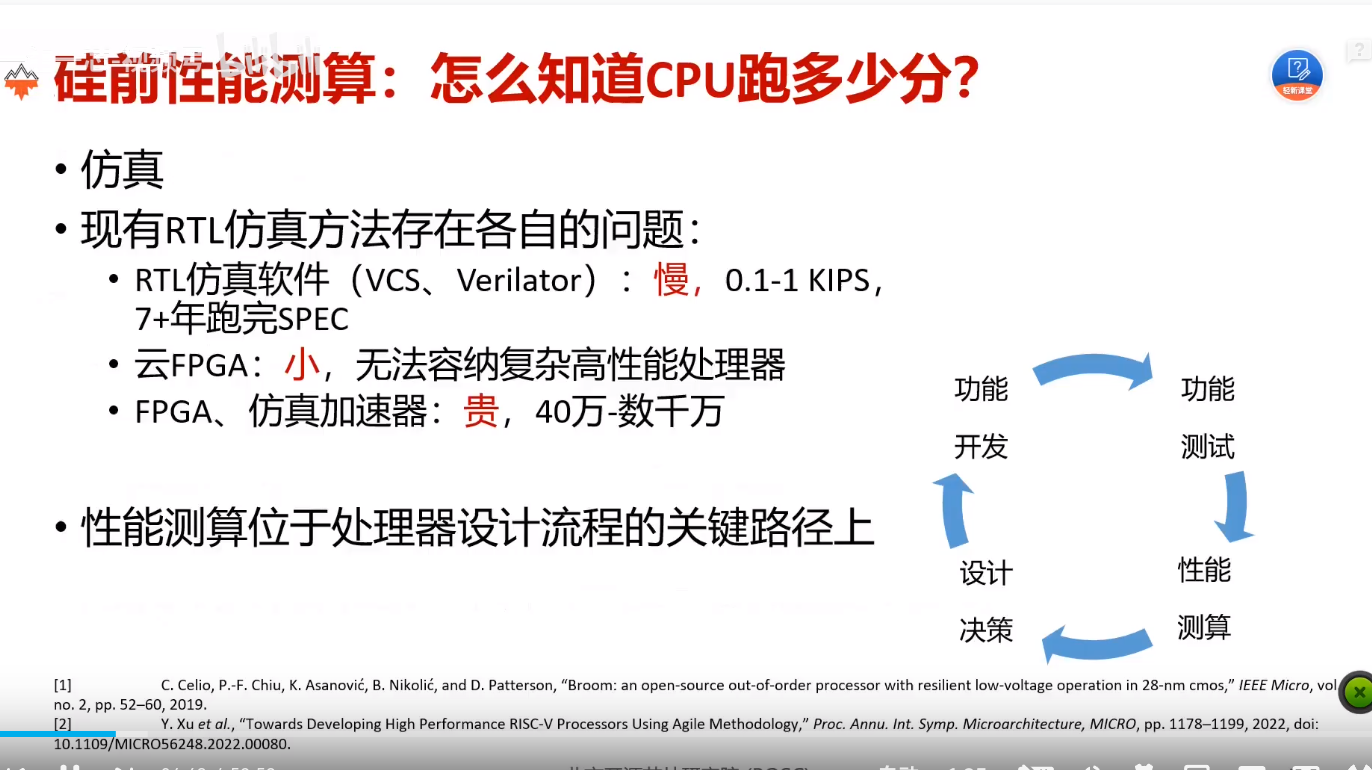 硅前性能测算：怎么知道CPU跑多少分？
轻新课堂
• 仿真
• 现有RTL仿真方法存在各自的问题：
• RTL仿真软件（VCS、Verilator）：慢，0.1-1 KIPS，
7+年跑完SPEC
• 云FPGA：小，无法容纳复杂高性能处理器
• FPGA、仿真加速器：贵，40万-数千万
• 性能测算位于处理器设计流程的关键路径上
功能
开发
功能
测试
设计
决策
性能
测算
[1] C. Celio, P.-F. Chiu, K. Asanović, B. Nikolić, and D. Patterson, “Broom: an open-source out-of-order processor with resilient low-voltage operation in 28-nm cmos,” IEEE Micro, vol
no. 2, pp. 52–60, 2019.
[2] Y. Xu et al., “Towards Developing High Performance RISC-V Processors Using Agile Methodology,” Proc. Annu. Int. Symp. Microarchitecture, MICRO, pp. 1178–1199, 2022, doi:
10.1109/MICRO56248.2022.00080.